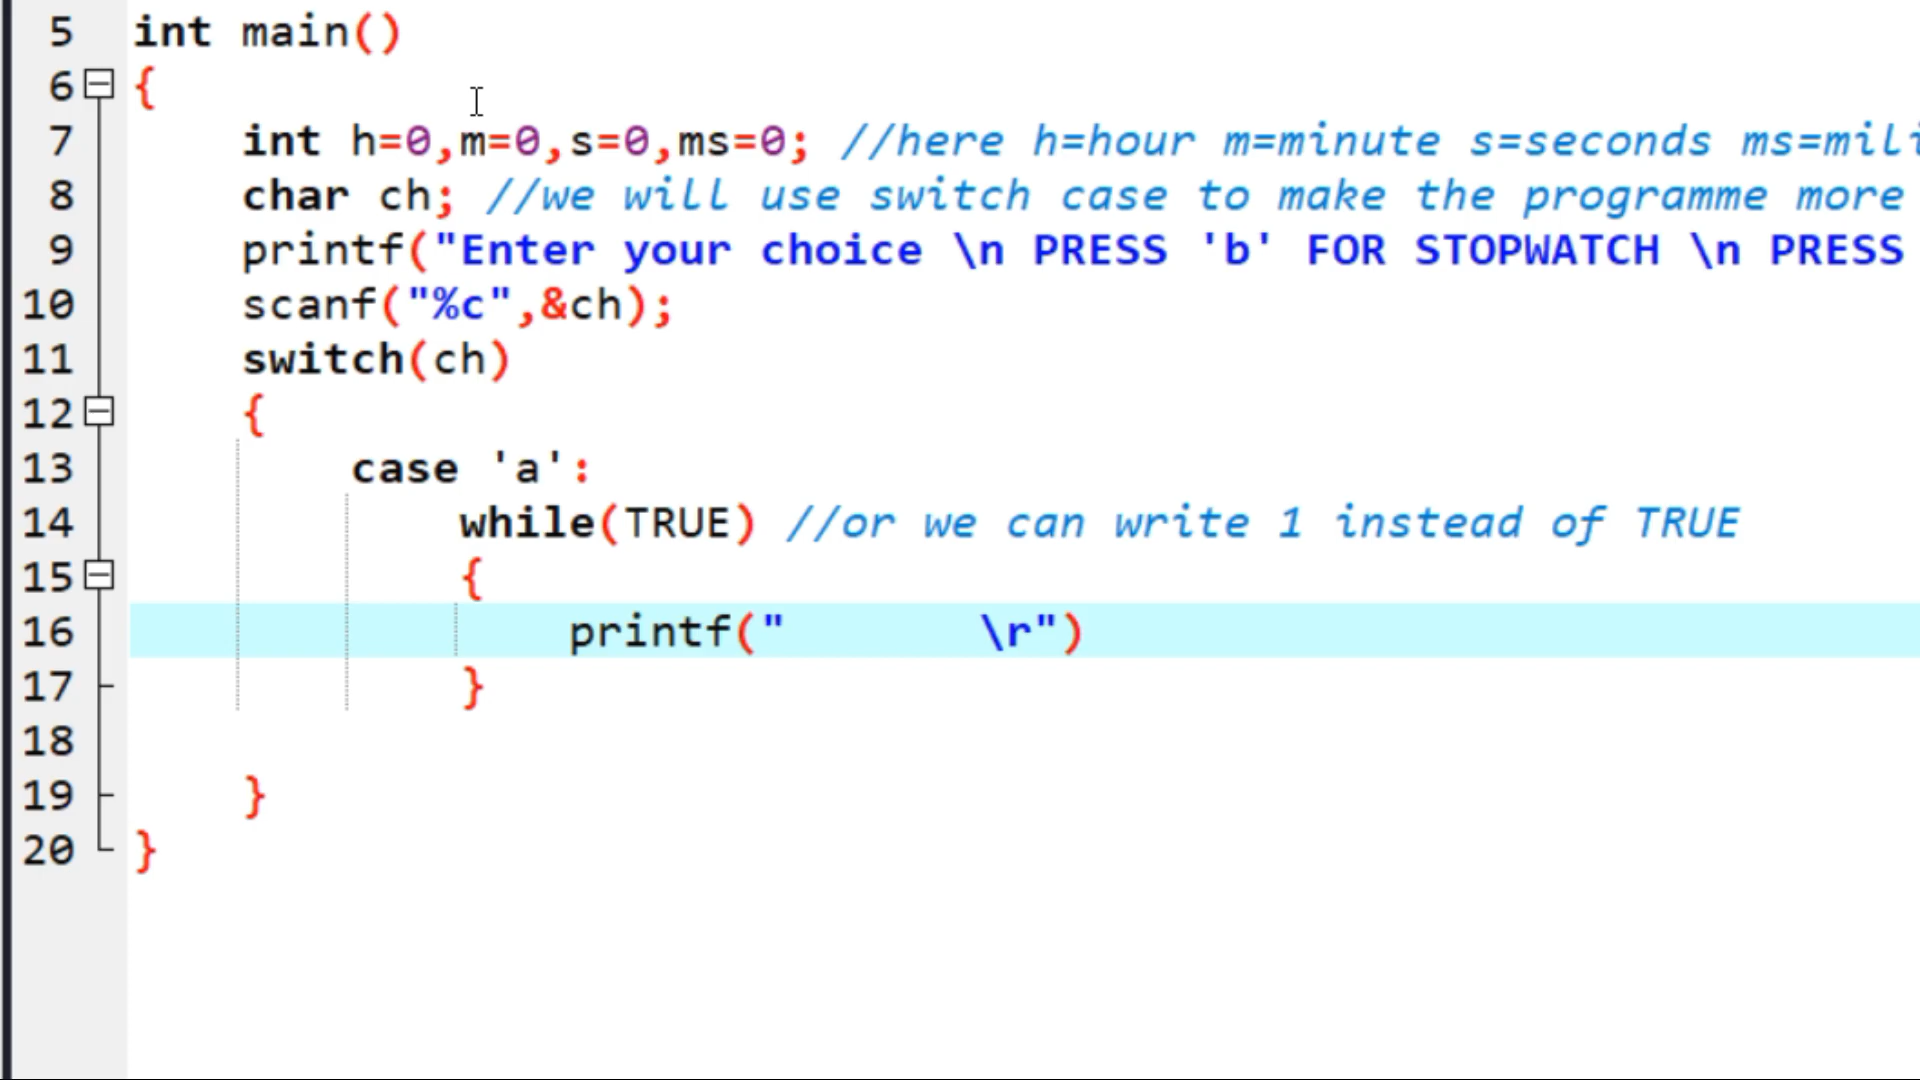 5 int main()
6 {
7 int h=0,m=0,s=0,ms=0; //here h=hour m=minute s=seconds ms=mili
8 char ch; //we will use switch case to make the programme more
9 printf("Enter your choice \n PRESS 'b' FOR STOPWATCH \n PRESS
10 scanf("%c",&ch);
11 switch(ch)
12 {
13 case 'a':
14 while(TRUE) //or we can write 1 instead of TRUE
15 {
16 printf("       \r")
17 }
18
19 }
20 }